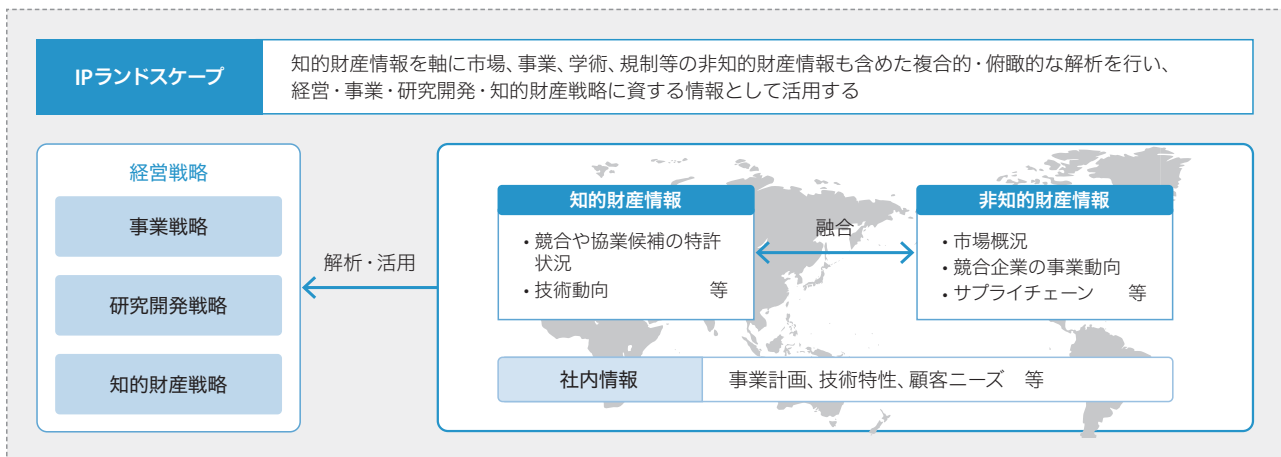 IPランドスケープ
知的財産情報を軸に市場、事業、学術、規制等の非知的財産情報も含めた複合的・俯瞰的な解析を行い、
経営・事業・研究開発・知的財産戦略に資する情報として活用する
経営戦略
事業戦略
研究開発戦略
知的財産戦略
解析・活用
知的財産情報
・競合や協業候補の特許
状況
・技術動向　等
融合
非知的財産情報
・市場概況
・競合企業の事業動向
・サプライチェーン　等
社内情報
事業計画、技術特性、顧客ニーズ　等